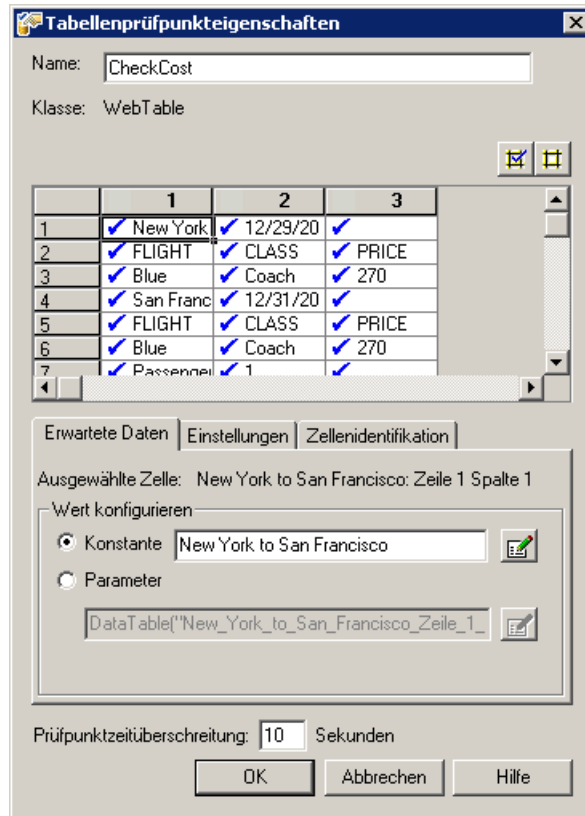 Tabellenprüfpunkteigenschaften
Name: CheckCost
Klasse: WebTable
1 2 3
1 New York 12/29/20
2 FLIGHT CLASS PRICE
3 Blue Coach 270
4 San Franc 12/31/20
5 FLIGHT CLASS PRICE
6 Blue Coach 270
7 Passenger 1
Erwartete Daten Einstellungen Zellenidentifikation
Ausgewählte Zelle: New York to San Francisco: Zeile 1 Spalte 1
Wert konfigurieren
Konstante New York to San Francisco
Parameter
DataTable("New_York_to_San_Francisco_Zeile_1_
Prüfpunktzeitüberschreitung: 10 Sekunden
OK Abbrechen Hilfe